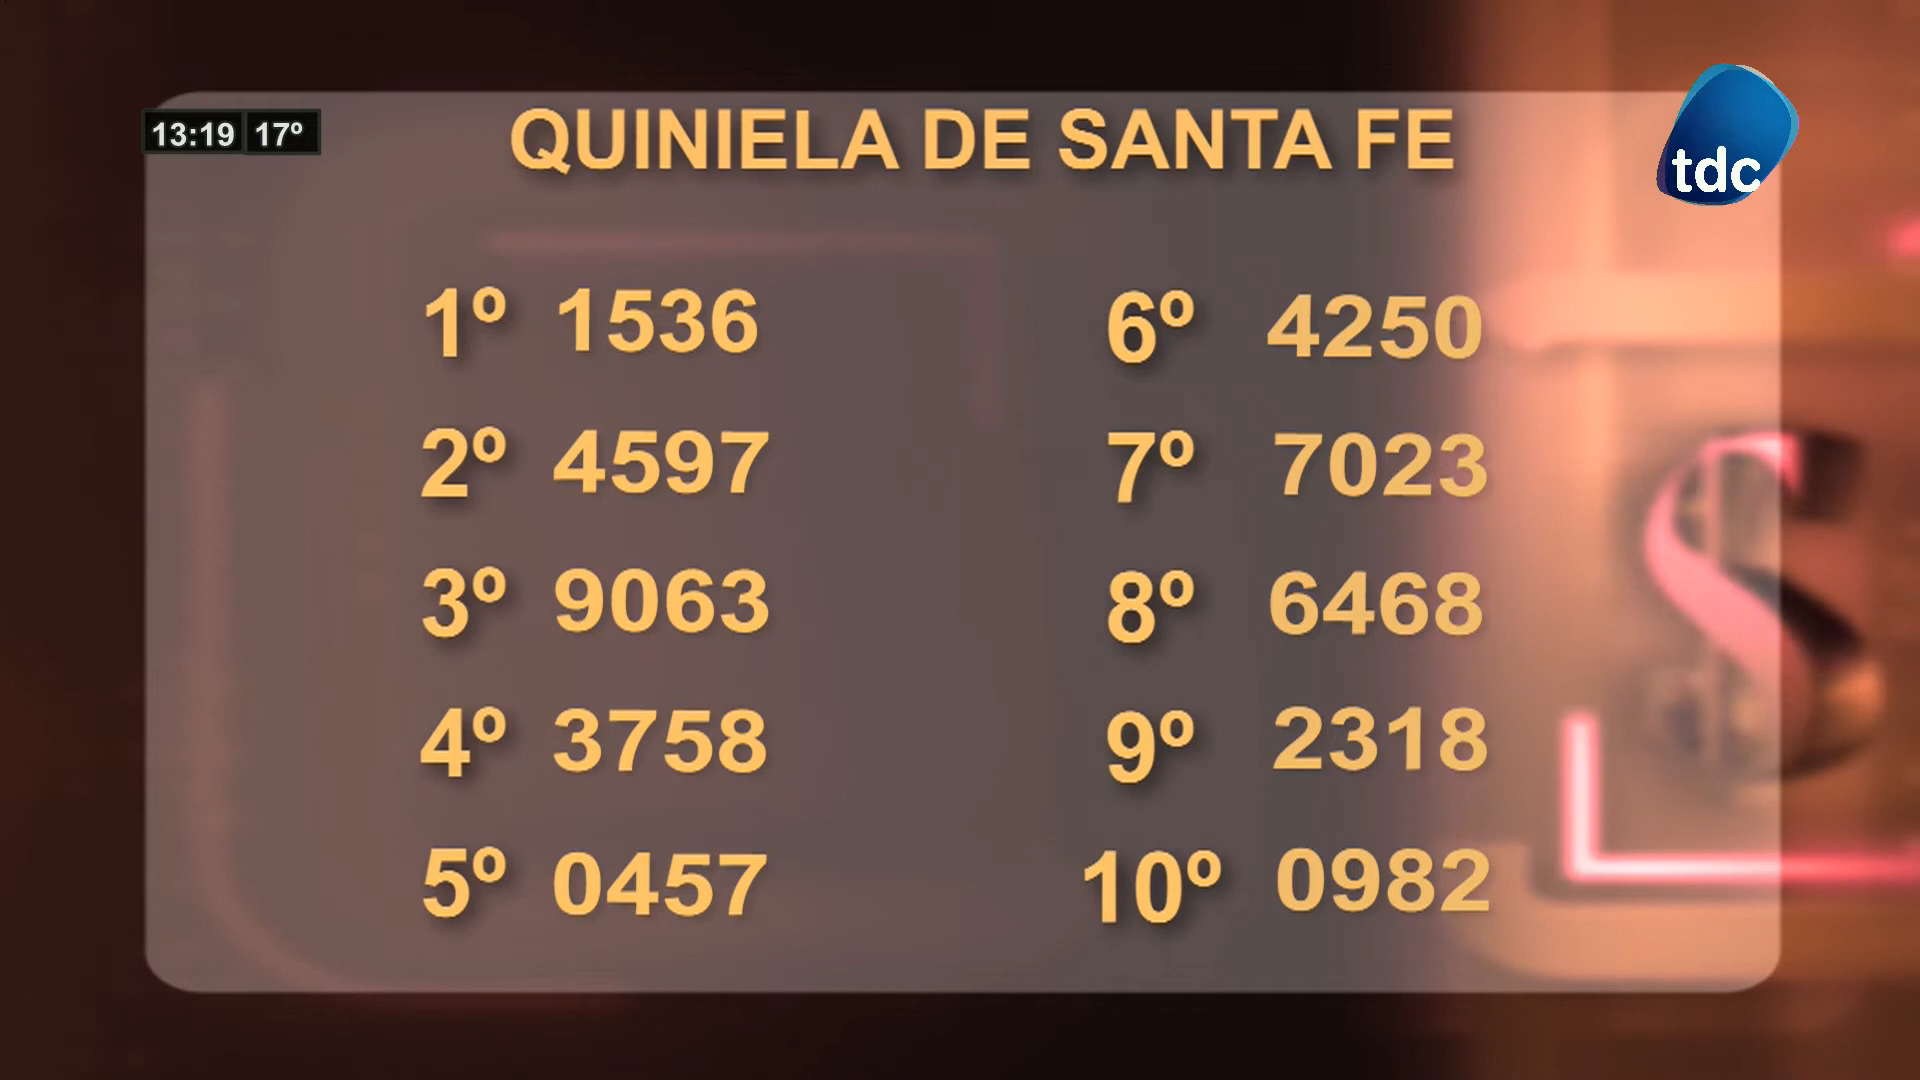 13:19 17º
QUINIELA DE SANTA FE
tdc
1º 1536
2º 4597
3º 9063
4º 3758
5º 0457
6º 4250
7º 7023
8º 6468
9º 2318
10º 0982